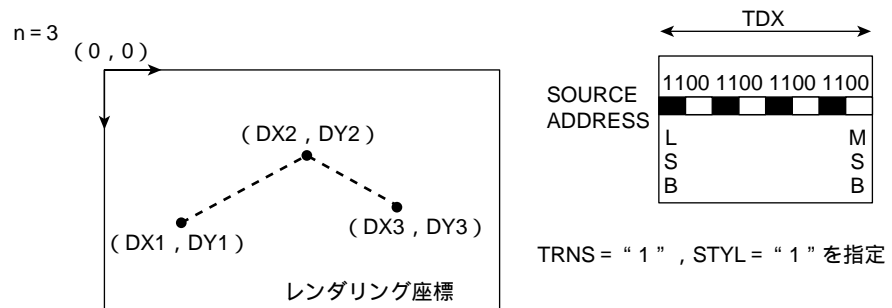 n = 3
( 0 , 0 )
( DX2 , DY2 )
( DX1 , DY1 )
( DX3 , DY3 )
レンダリング座標
TDX
1100 1100 1100 1100
SOURCE
ADDRESS
L
S
B
M
S
B
TRNS = “ 1 ” , STYL = “ 1 ” を指定